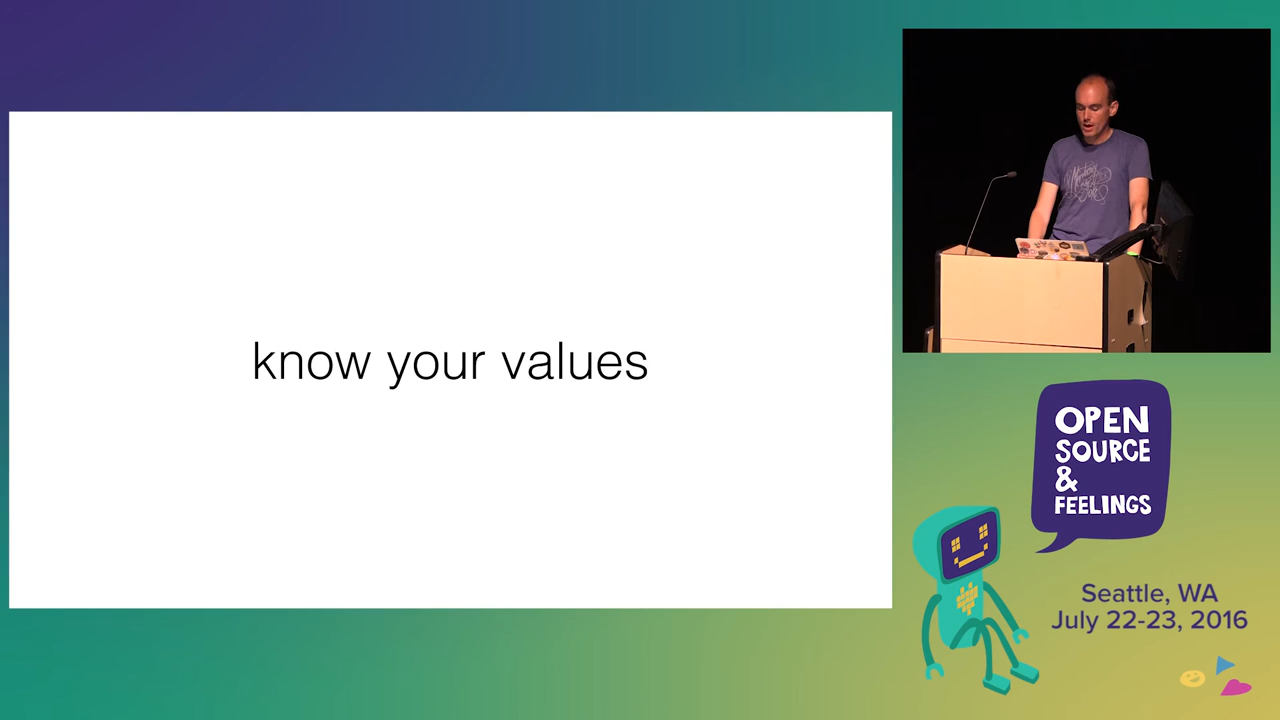 know your values
OPEN
SOURCE
&
FEELINGS
Seattle, WA
July 22-23, 2016